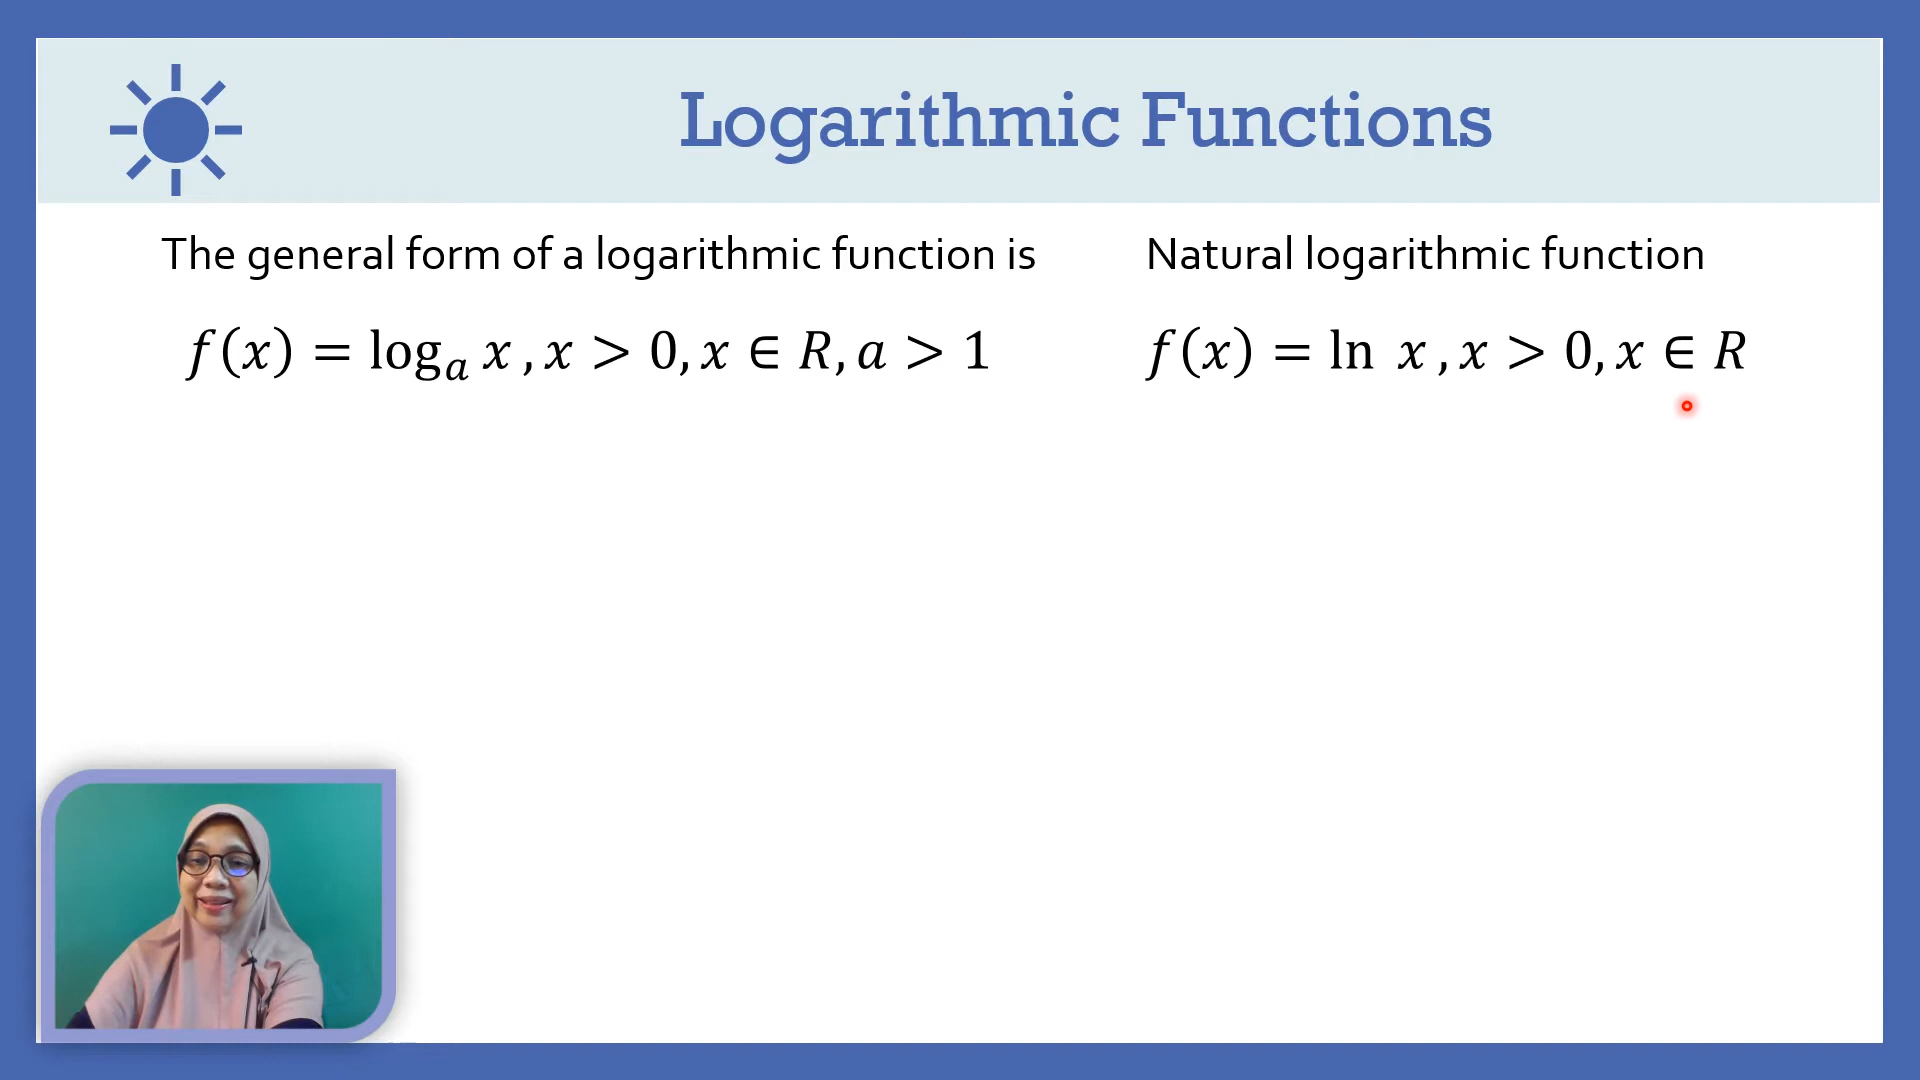 Logarithmic Functions
The general form of a logarithmic function is
f(x) = logₐ x , x > 0, x ∈ R, a > 1
Natural logarithmic function
f(x) = ln x , x > 0, x ∈ R